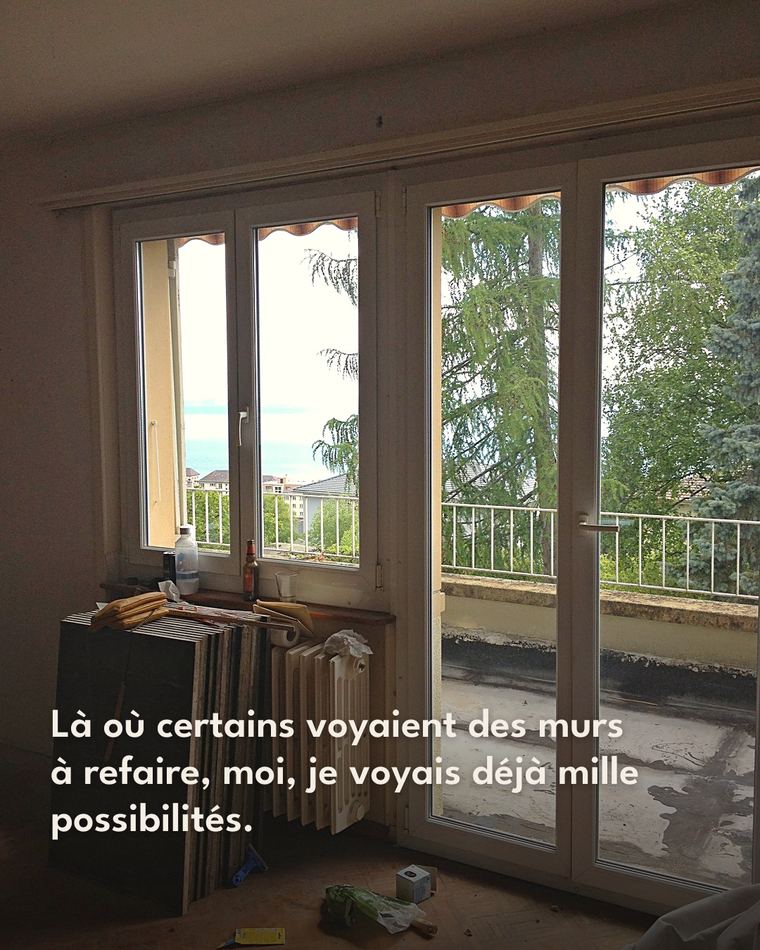 Là où certains voyaient des murs
à refaire, moi, je voyais déjà mille
possibilités.